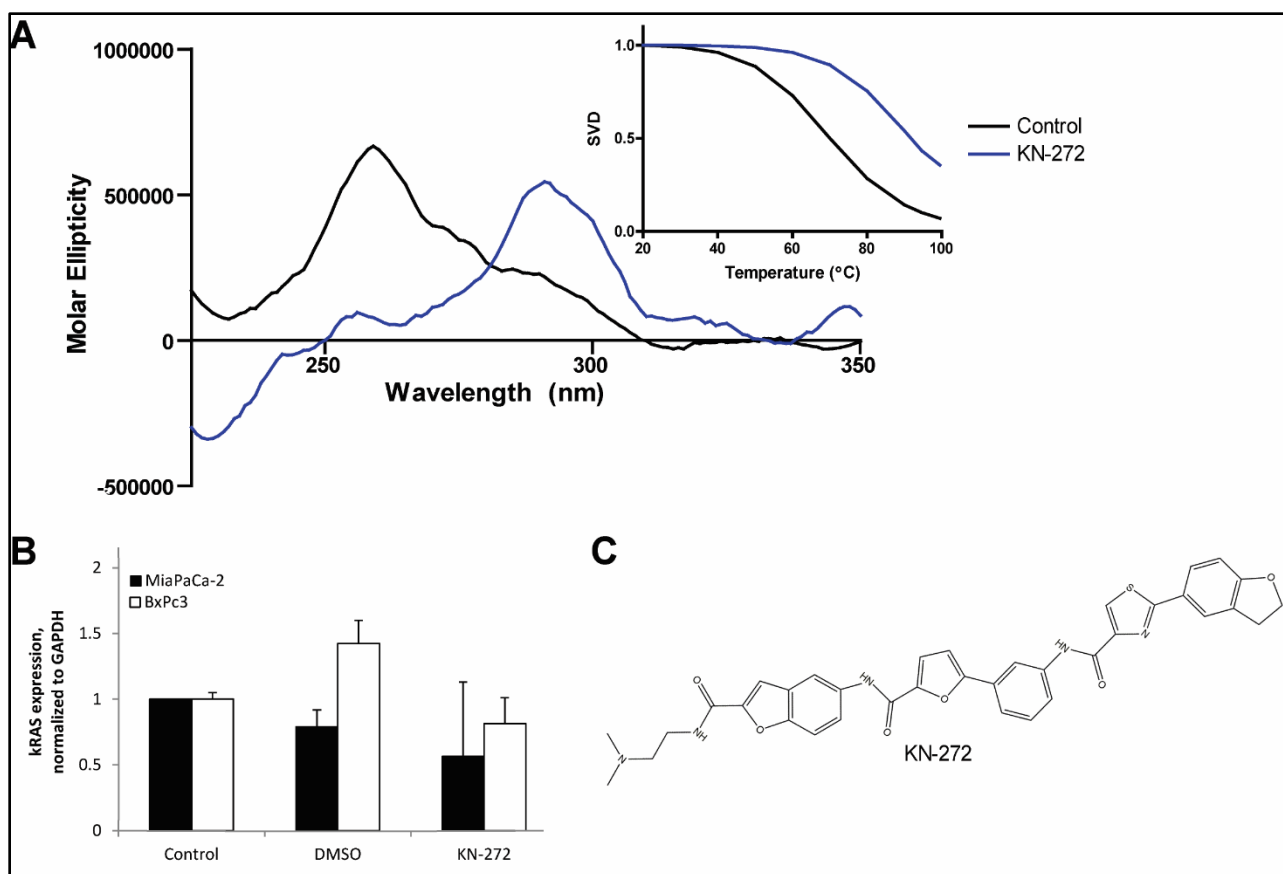 A
1000000
500000
0
-500000
Molar Ellipticity
250
300
350
Wavelength (nm)
1.0
0.5
0.0
SVD
20
40
60
80
100
Temperature (°C)
Control
KN-272
B
2
1.5
1
0.5
0
kRAS expression,
normalized to GAPDH
MiaPaCa-2
BxPc3
Control
DMSO
KN-272
C
N
NH
O
O
HN
O
O
HN
O
S
N
O
KN-272